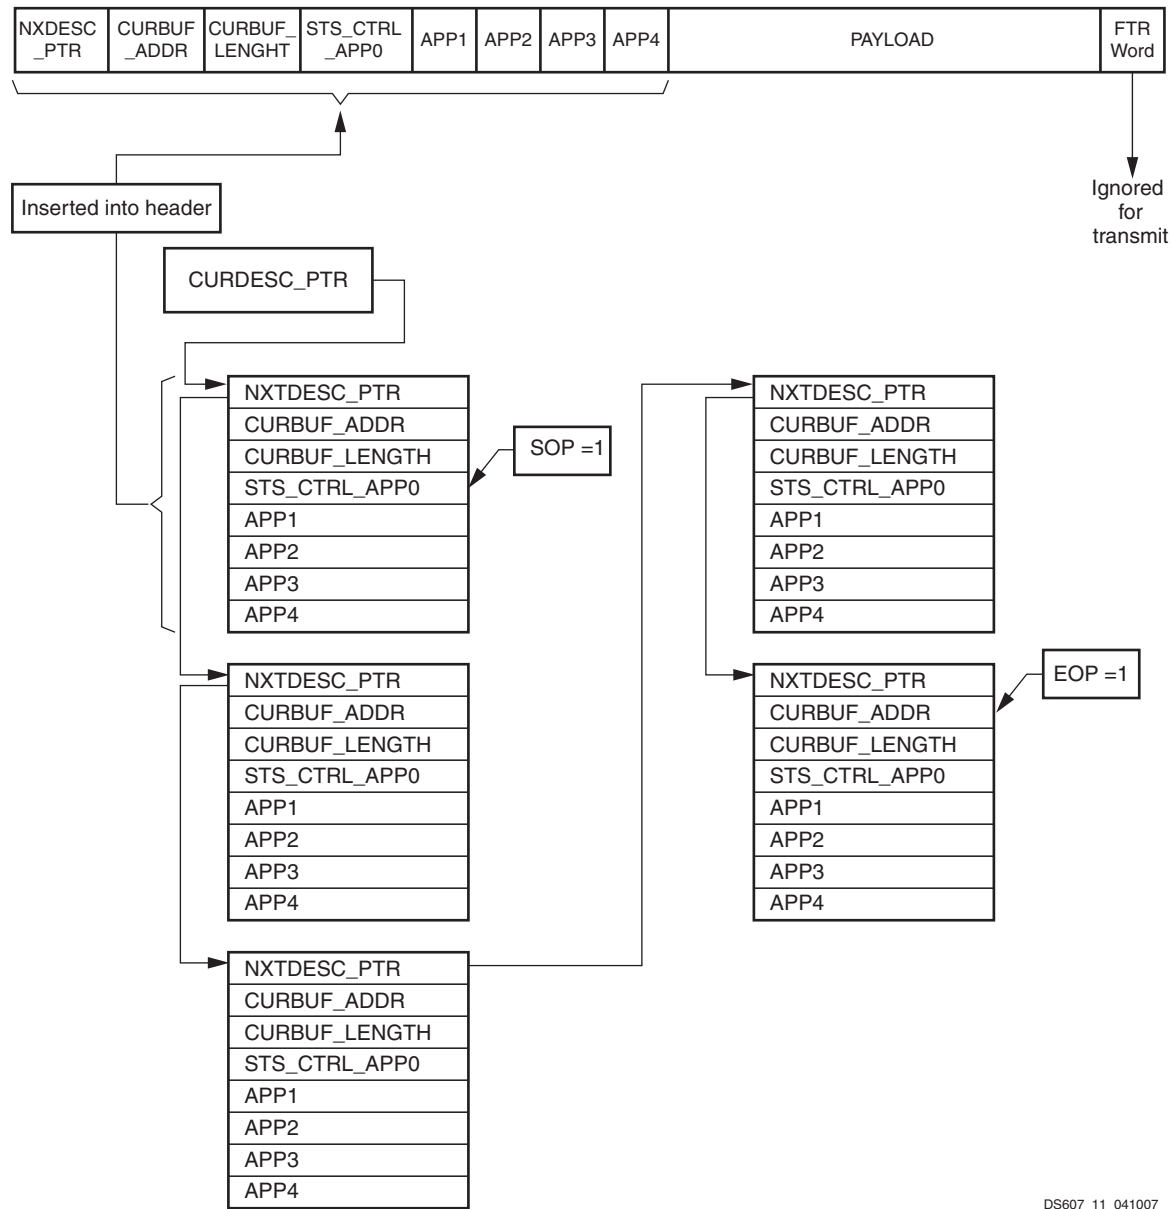 NXDESC
_PTR
CURBUF
_ADDR
CURBUF_
LENGHT
STS_CTRL
_APP0
APP1
APP2
APP3
APP4
PAYLOAD
FTR
Word
Inserted into header
Ignored
for
transmit
CURDESC_PTR
NXTDESC_PTR
CURBUF_ADDR
CURBUF_LENGTH
STS_CTRL_APP0
APP1
APP2
APP3
APP4
SOP =1
NXTDESC_PTR
CURBUF_ADDR
CURBUF_LENGTH
STS_CTRL_APP0
APP1
APP2
APP3
APP4
NXTDESC_PTR
CURBUF_ADDR
CURBUF_LENGTH
STS_CTRL_APP0
APP1
APP2
APP3
APP4
NXTDESC_PTR
CURBUF_ADDR
CURBUF_LENGTH
STS_CTRL_APP0
APP1
APP2
APP3
APP4
EOP =1
NXTDESC_PTR
CURBUF_ADDR
CURBUF_LENGTH
STS_CTRL_APP0
APP1
APP2
APP3
APP4
DS607_11_041007